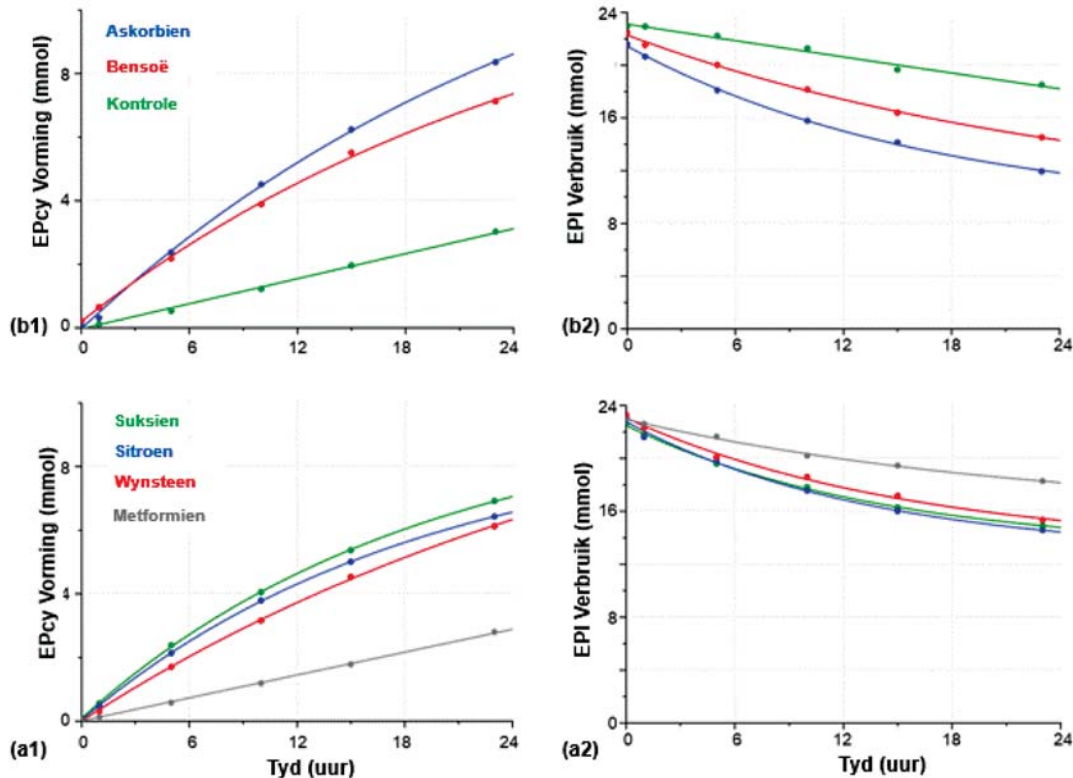 EPcy Vorming (mmol)
8
4
0
Askorbien
Bensoë
Kontrole
0 6 12 18 24
(b1)
EPI Verbruik (mmol)
24
16
8
0
0 6 12 18 24
(b2)
EPcy Vorming (mmol)
8
4
0
Suksien
Sitroen
Wynsteen
Metformien
0 6 12 18 24
(a1)
Tyd (uur)
EPI Verbruik (mmol)
24
16
8
0
0 6 12 18 24
(a2)
Tyd (uur)